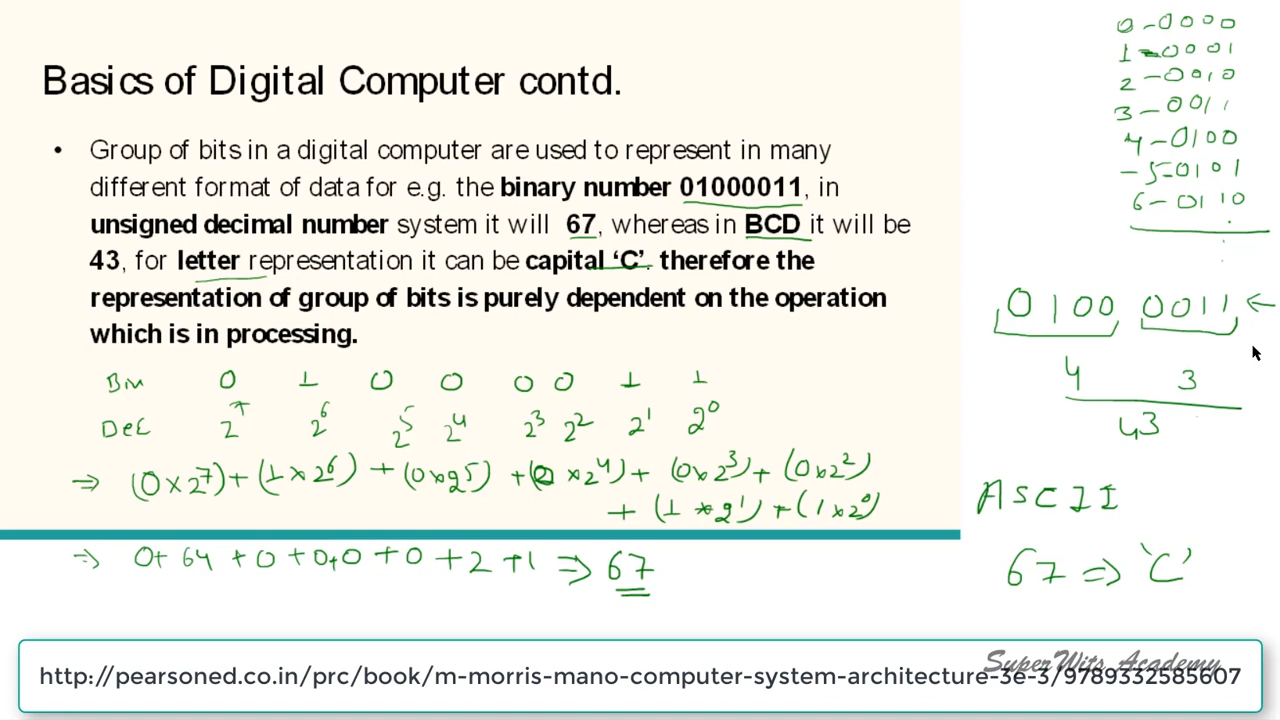 Basics of Digital Computer contd.
• Group of bits in a digital computer are used to represent in many
different format of data for e.g. the binary number 01000011, in
unsigned decimal number system it will 67, whereas in BCD it will be
43, for letter representation it can be capital ‘C’. therefore the
representation of group of bits is purely dependent on the operation
which is in processing.
Bin 0 1 0 0 0 0 1 1
Dec 2^7 2^6 2^5 2^4 2^3 2^2 2^1 2^0
⇒ (0×2^7)+(1×2^6)+(0×2^5)+(0×2^4)+(0×2^3)+(0×2^2)
+(1*2^1)+(1×2^0)
⇒ 0+64+0+0+0+0+2+1 ⇒ 67
0-0000
1-0001
2-0010
3-0011
4-0100
-5-0101
6-0110
0100 0011 ←
4 3
43
ASCII
67 ⇒ ‘C’
SuperWits Academy
http://pearsoned.co.in/prc/book/m-morris-mano-computer-system-architecture-3e-3/9789332585607